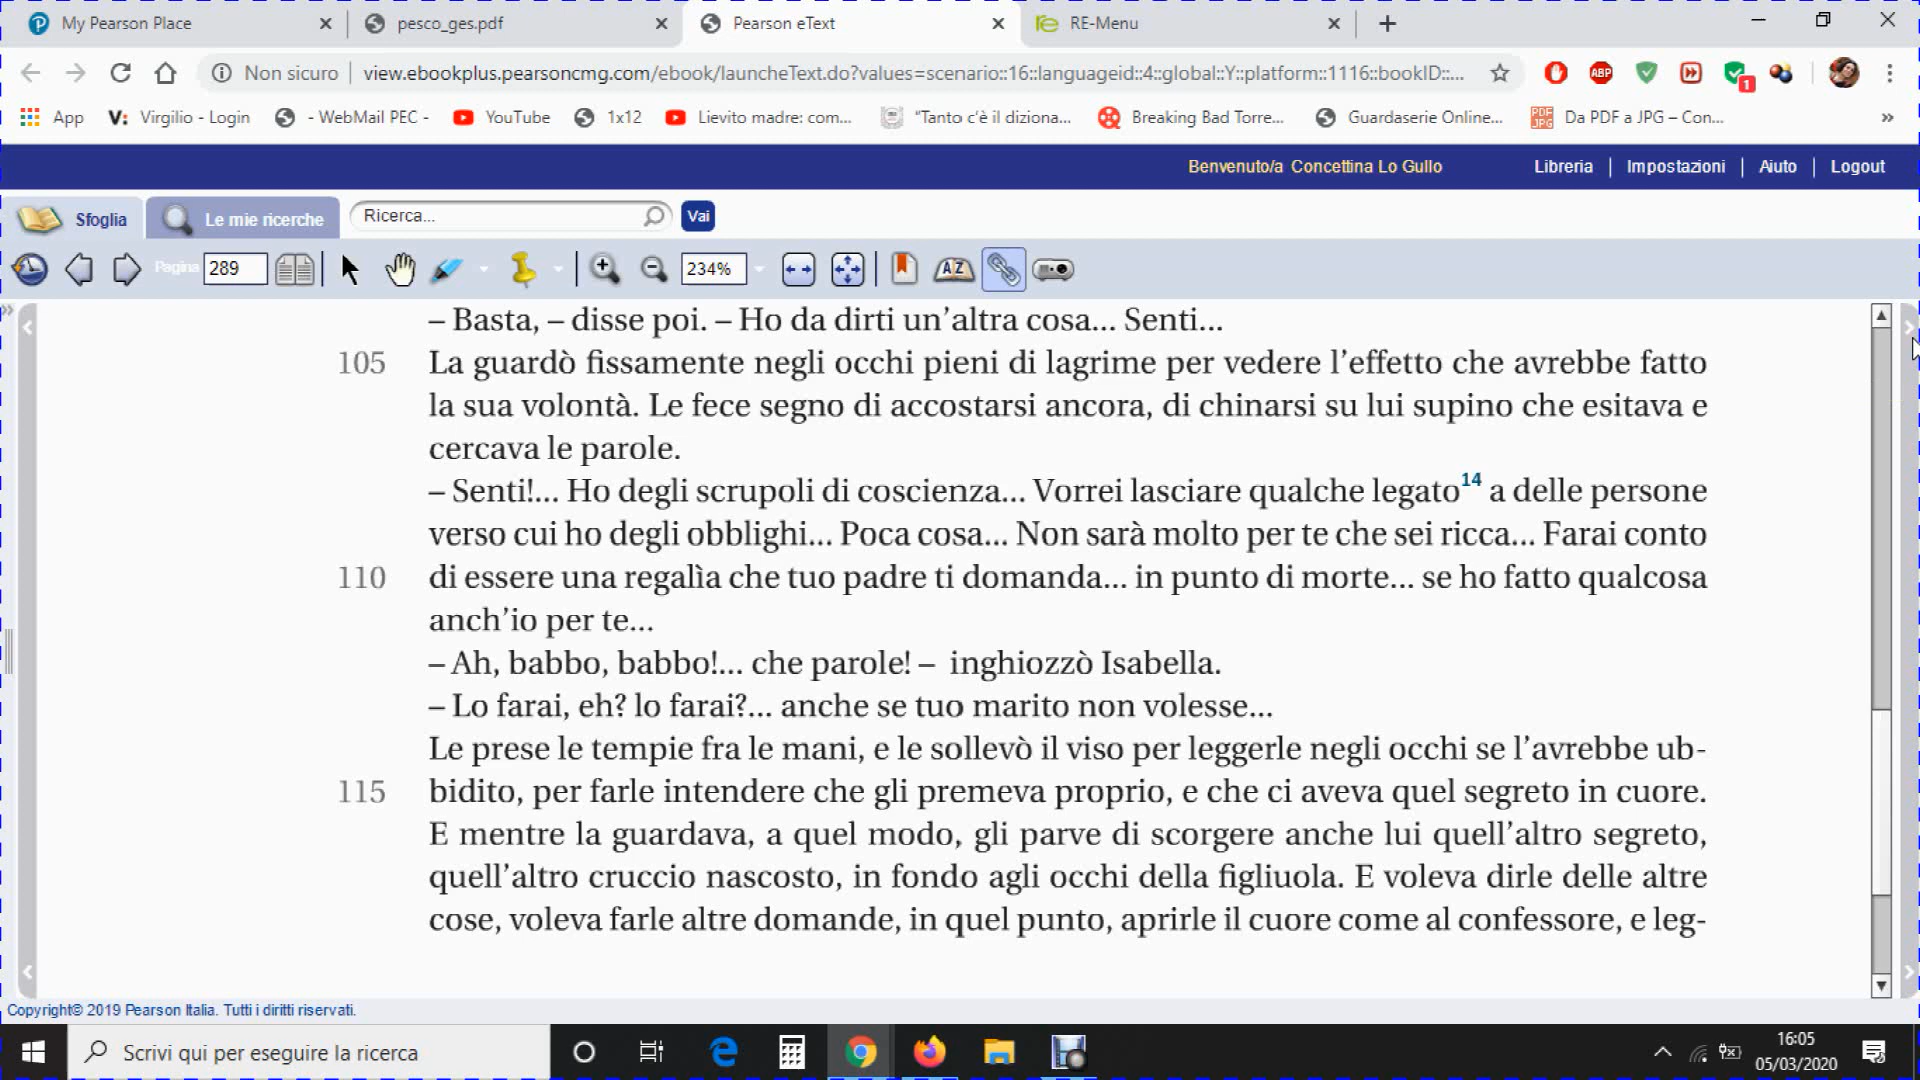 My Pearson Place
pesco_ges.pdf
Pearson eText
RE-Menu
Non sicuro
view.ebookplus.pearsoncmg.com/ebook/launcheText.do?values=scenario::16::languageid::4::global::Y::platform::1116::bookID::...
ABP
1
App
Virgilio - Login
- WebMail PEC -
YouTube
1x12
Lievito madre: com...
"Tanto c'è il diziona...
Breaking Bad Torre...
Guardaserie Online...
PDF JPG
Da PDF a JPG – Con...
»
Benvenuto/a Concettina Lo Gullo
Libreria | Impostazioni | Aiuto | Logout
Sfoglia
Le mie ricerche
Ricerca...
Vai
Pagina 289
234%
AZ
– Basta, – disse poi. – Ho da dirti un'altra cosa... Senti...
105 La guardò fissamente negli occhi pieni di lagrime per vedere l'effetto che avrebbe fatto
la sua volontà. Le fece segno di accostarsi ancora, di chinarsi su lui supino che esitava e
cercava le parole.
– Senti!... Ho degli scrupoli di coscienza... Vorrei lasciare qualche legato14 a delle persone
verso cui ho degli obblighi... Poca cosa... Non sarà molto per te che sei ricca... Farai conto
110 di essere una regalìa che tuo padre ti domanda... in punto di morte... se ho fatto qualcosa
anch'io per te...
– Ah, babbo, babbo!... che parole! – inghiozzò Isabella.
– Lo farai, eh? lo farai?... anche se tuo marito non volesse...
Le prese le tempie fra le mani, e le sollevò il viso per leggerle negli occhi se l'avrebbe ub-
115 bidito, per farle intendere che gli premeva proprio, e che ci aveva quel segreto in cuore.
E mentre la guardava, a quel modo, gli parve di scorgere anche lui quell'altro segreto,
quell'altro cruccio nascosto, in fondo agli occhi della figliuola. E voleva dirle delle altre
cose, voleva farle altre domande, in quel punto, aprirle il cuore come al confessore, e leg-
Copyright© 2019 Pearson Italia. Tutti i diritti riservati.
Scrivi qui per eseguire la ricerca
16:05
05/03/2020